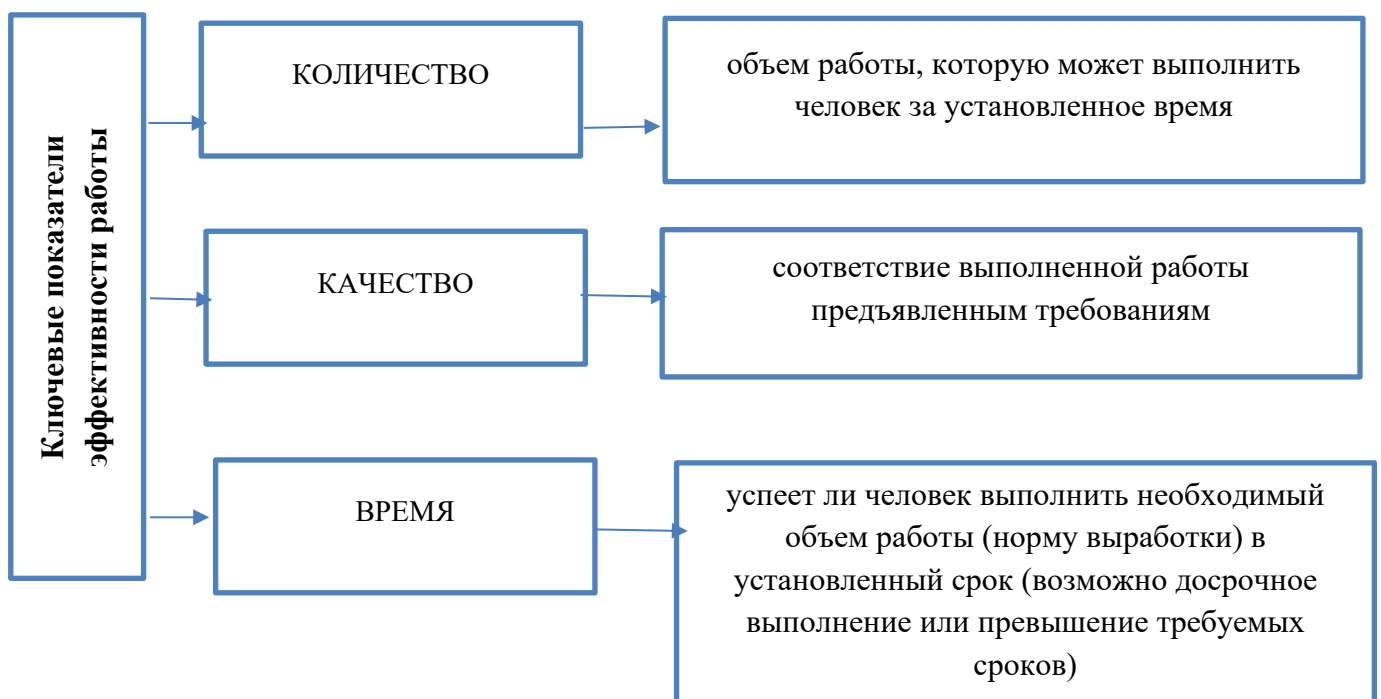 Ключевые показатели
эффективности работы
КОЛИЧЕСТВО
объем работы, которую может выполнить
человек за установленное время
КАЧЕСТВО
соответствие выполненной работы
предъявленным требованиям
ВРЕМЯ
успеет ли человек выполнить необходимый
объем работы (норму выработки) в
установленный срок (возможно досрочное
выполнение или превышение требуемых
сроков)